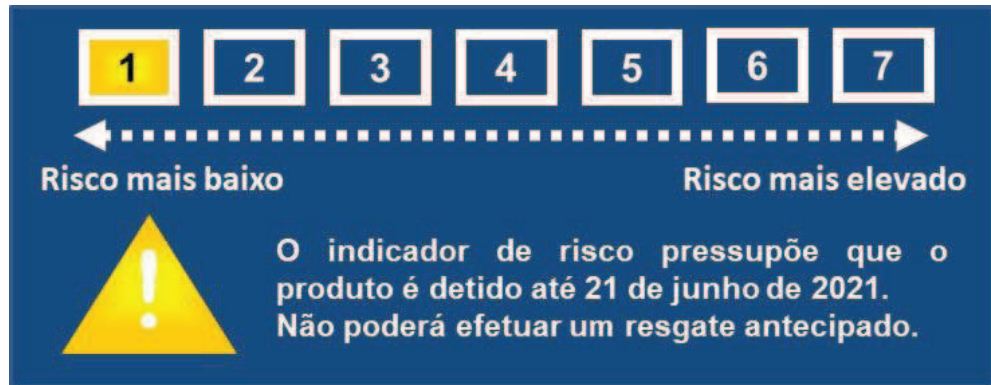 1 2 3 4 5 6 7
Risco mais baixo Risco mais elevado
!
O indicador de risco pressupõe que o
produto é detido até 21 de junho de 2021.
Não poderá efetuar um resgate antecipado.